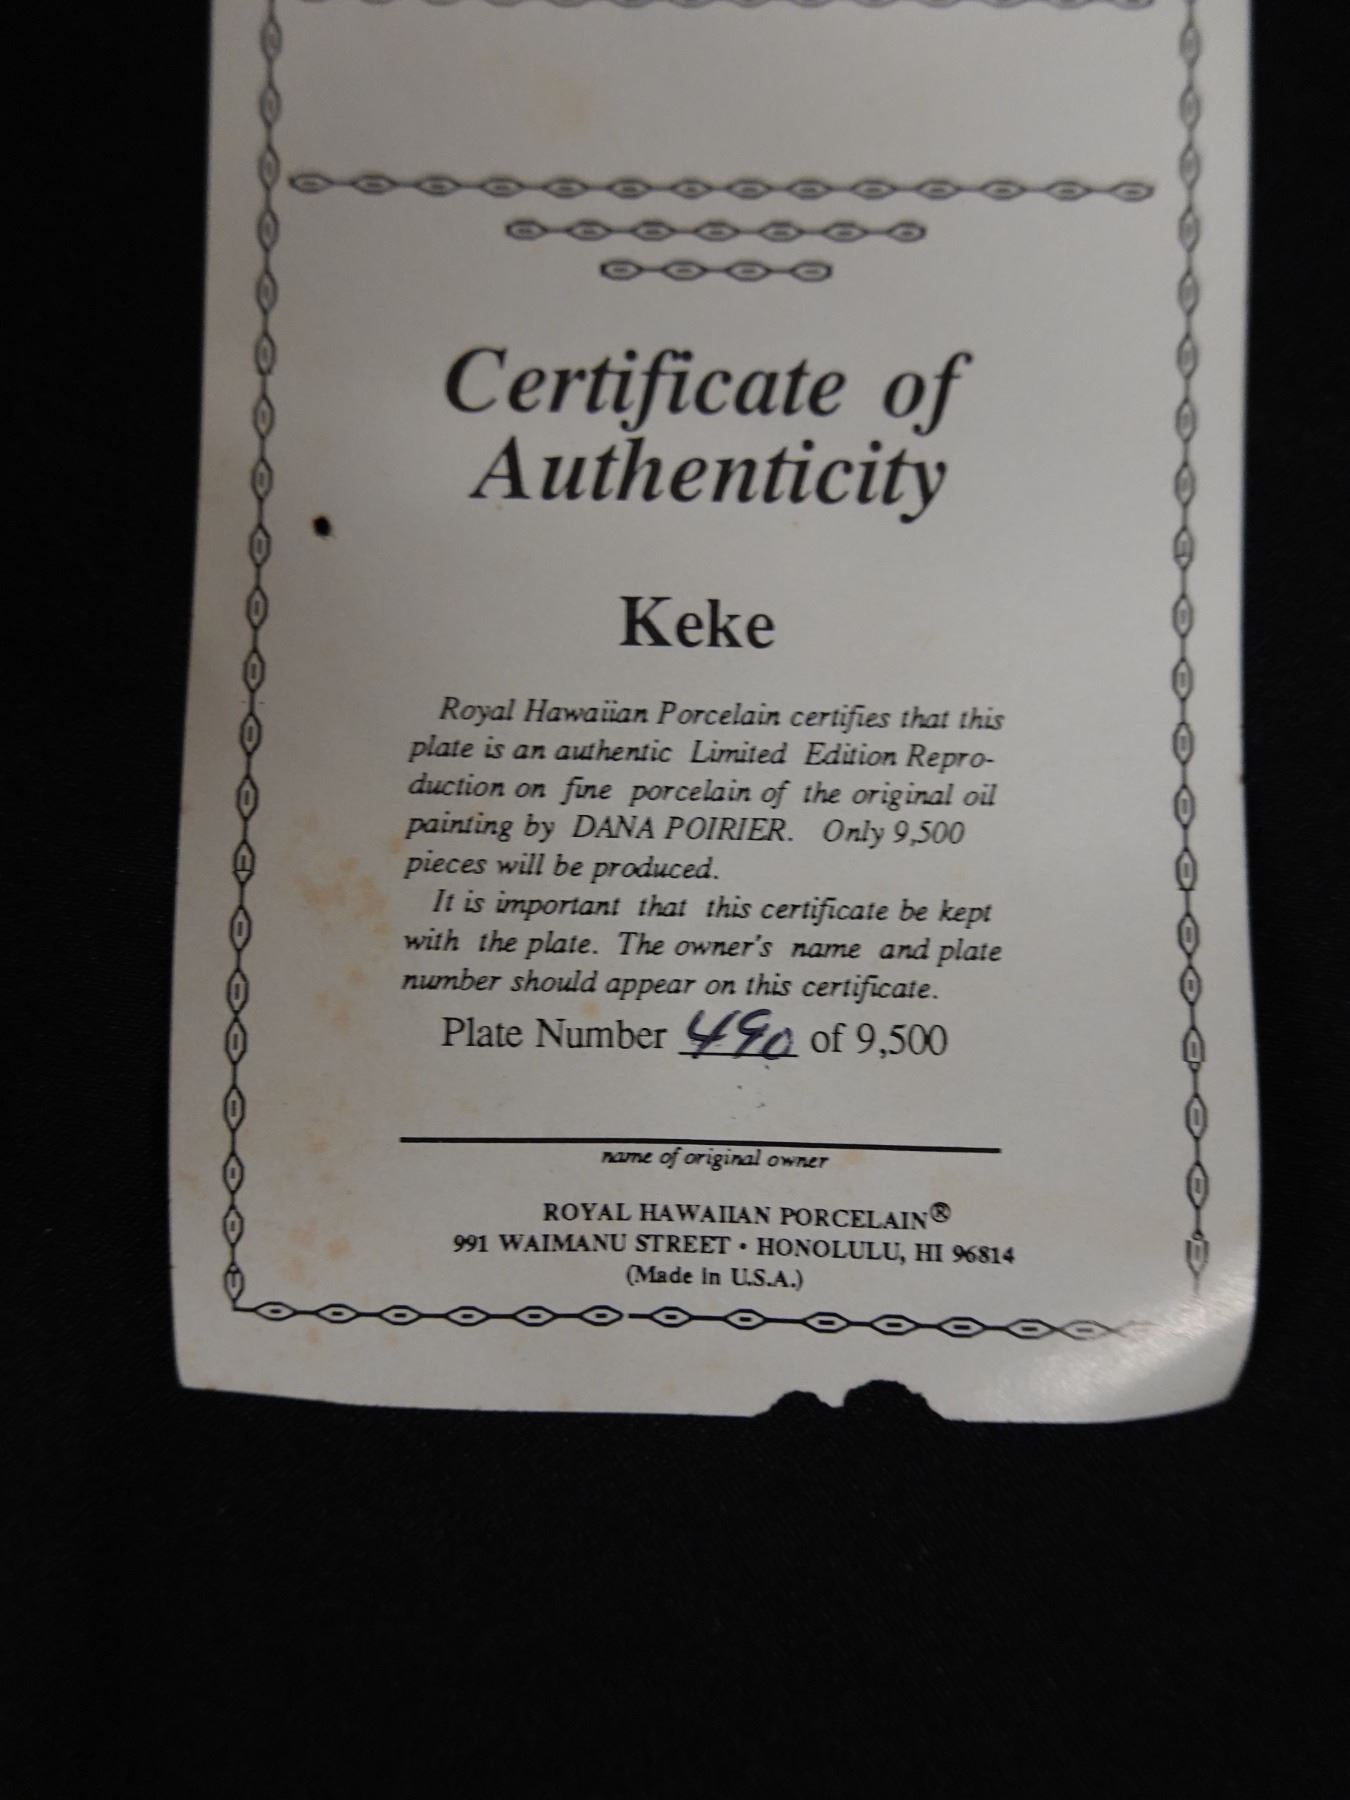 Certificate of
Authenticity
Keke
Royal Hawaiian Porcelain certifies that this
plate is an authentic Limited Edition Repro-
duction on fine porcelain of the original oil
painting by DANA POIRIER. Only 9,500
pieces will be produced.
It is important that this certificate be kept
with the plate. The owner's name and plate
number should appear on this certificate.
Plate Number 490 of 9,500
name of original owner
ROYAL HAWAIIAN PORCELAIN®
991 WAIMANU STREET • HONOLULU, HI 96814
(Made in U.S.A.)